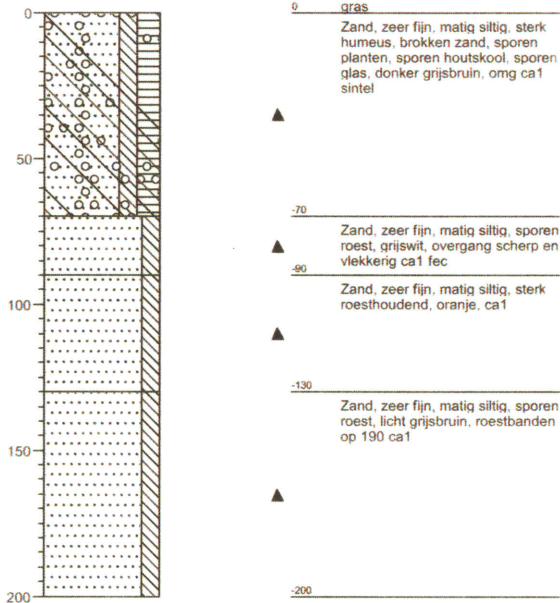 0
50
100
150
200
0 gras
Zand, zeer fijn, matig siltig, sterk
humeus, brokken zand, sporen
planten, sporen houtskool, sporen
glas, donker grijsbruin, omg ca1
sintel
-70
Zand, zeer fijn, matig siltig, sporen
roest, grijswit, overgang scherp en
vlekkerig ca1 fec
-90
Zand, zeer fijn, matig siltig, sterk
roesthoudend, oranje, ca1
-130
Zand, zeer fijn, matig siltig, sporen
roest, licht grijsbruin, roestbanden
op 190 ca1
-200